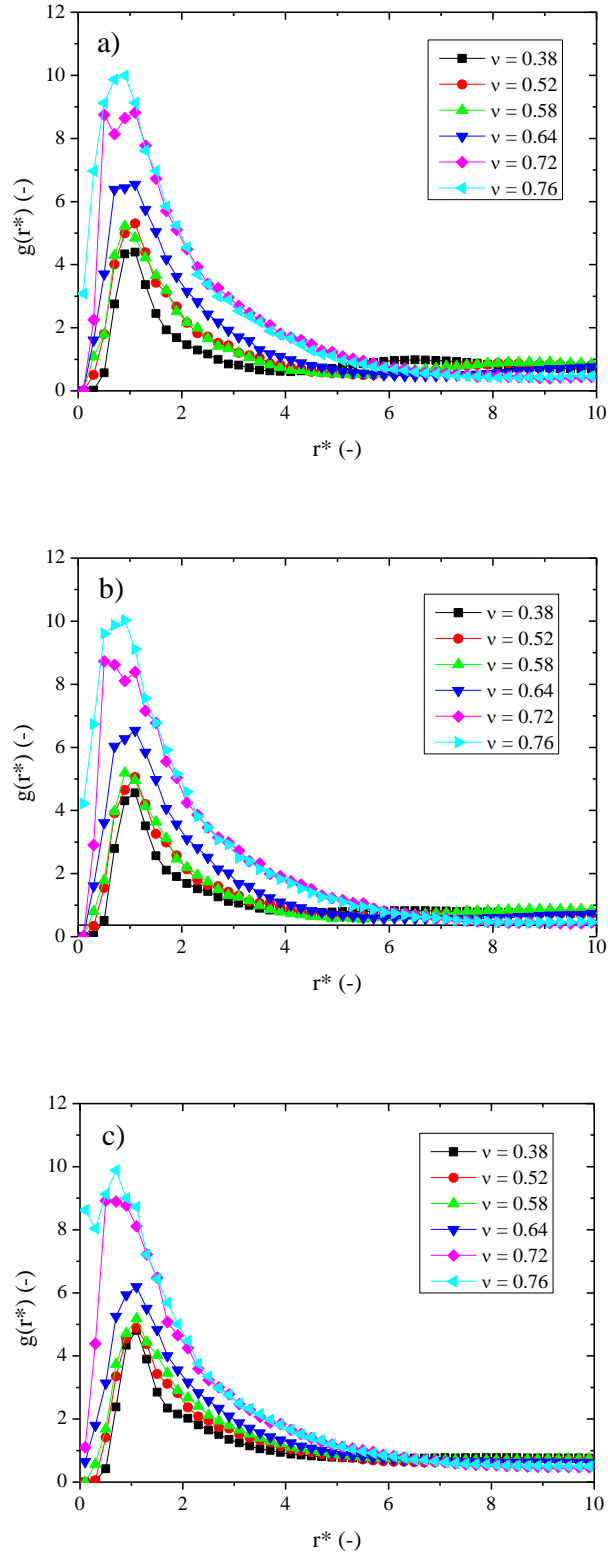 a)
ν = 0.38
ν = 0.52
ν = 0.58
ν = 0.64
ν = 0.72
ν = 0.76
12
10
8
6
4
2
0
g(r*) (-)
0 2 4 6 8 10
r* (-)
b)
ν = 0.38
ν = 0.52
ν = 0.58
ν = 0.64
ν = 0.72
ν = 0.76
12
10
8
6
4
2
0
g(r*) (-)
0 2 4 6 8 10
r* (-)
c)
ν = 0.38
ν = 0.52
ν = 0.58
ν = 0.64
ν = 0.72
ν = 0.76
12
10
8
6
4
2
0
g(r*) (-)
0 2 4 6 8 10
r* (-)